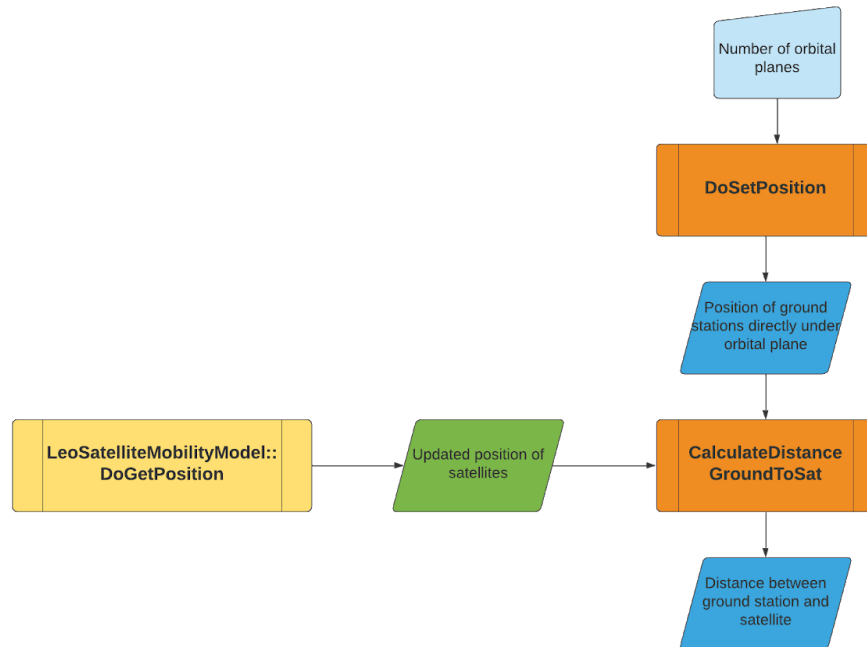 Number of orbital
planes
DoSetPosition
Position of ground
stations directly under
orbital plane
LeoSatelliteMobilityModel::
DoGetPosition
Updated position of
satellites
CalculateDistance
GroundToSat
Distance between
ground station and
satellite